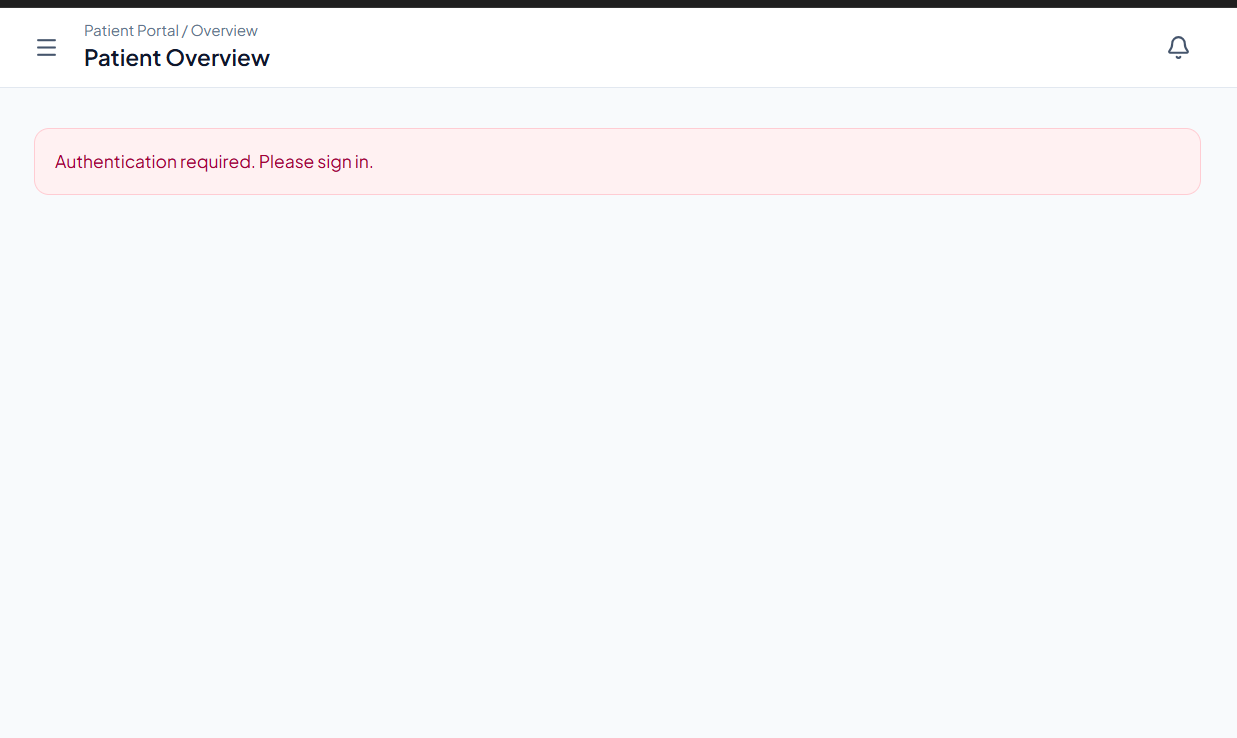 Patient Portal / Overview
Patient Overview
Authentication required. Please sign in.